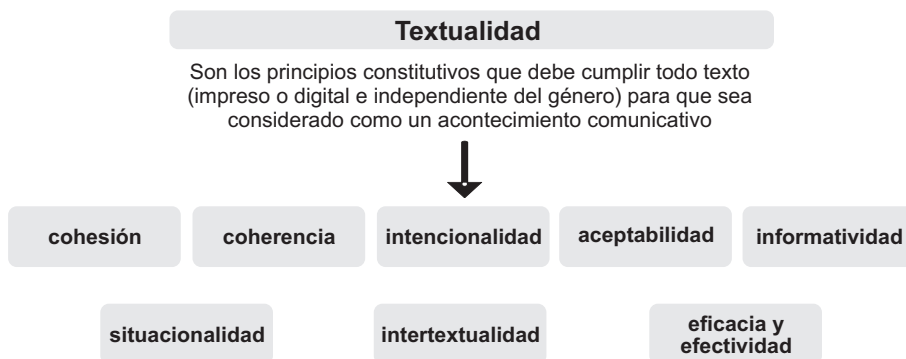 Textualidad
Son los principios constitutivos que debe cumplir todo texto
(impreso o digital e independiente del género) para que sea
considerado como un acontecimiento comunicativo
cohesión
coherencia
intencionalidad
aceptabilidad
informatividad
situacionalidad
intertextualidad
eficacia y
efectividad